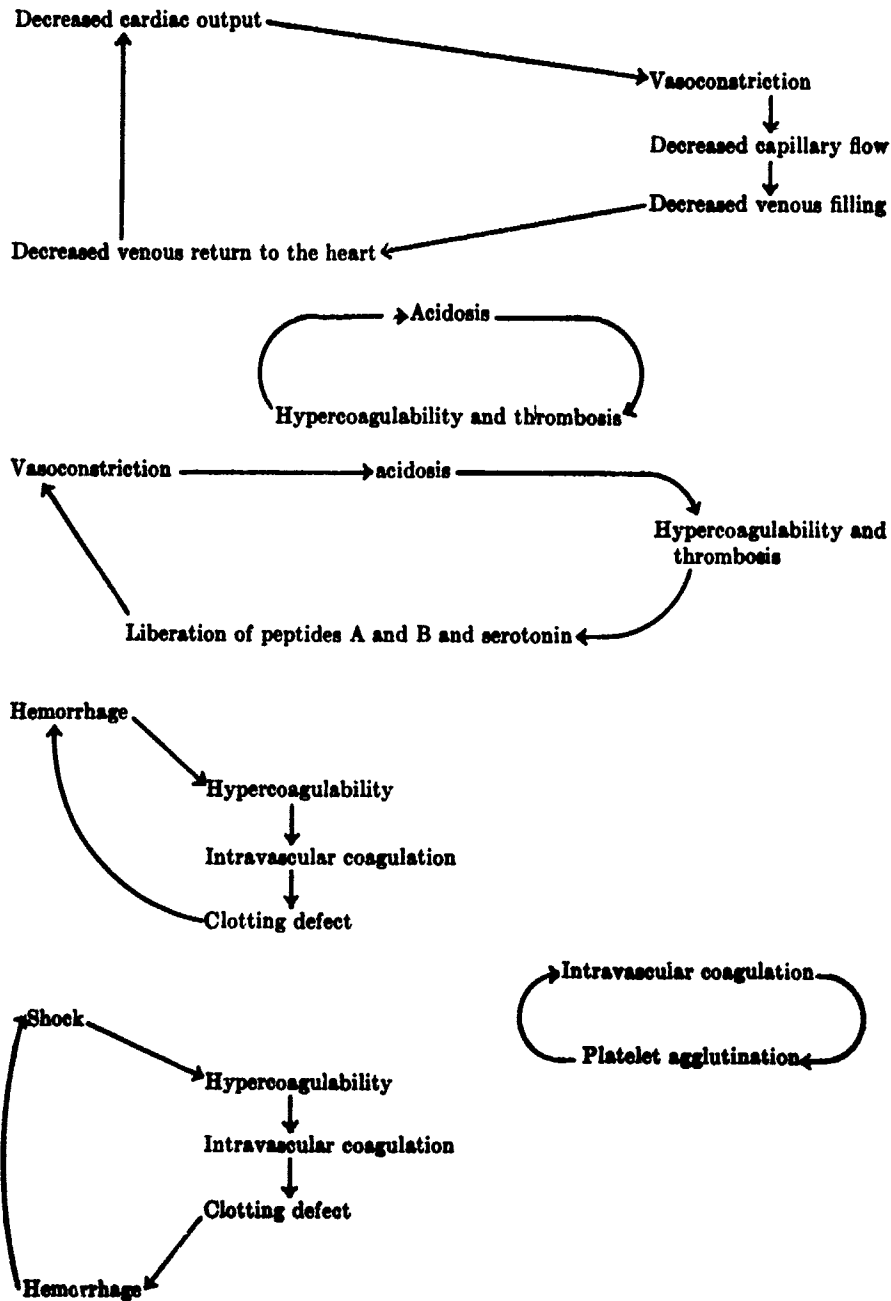 Decreased cardiac output
Vasoconstriction
Decreased capillary flow
Decreased venous filling
Decreased venous return to the heart
Acidosis
Hypercoagulability and thrombosis
Vasoconstriction
acidosis
Hypercoagulability and
thrombosis
Liberation of peptides A and B and serotonin
Hemorrhage
Hypercoagulability
Intravascular coagulation
Clotting defect
Intravascular coagulation
Platelet agglutination
Shock
Hypercoagulability
Intravascular coagulation
Clotting defect
Hemorrhage